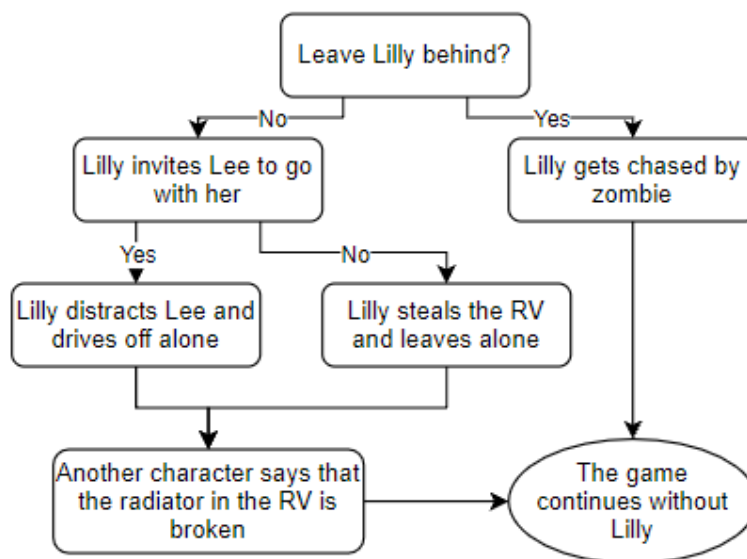 Leave Lilly behind?
No
Yes
Lilly invites Lee to go
with her
Lilly gets chased by
zombie
Yes
No
Lilly distracts Lee and
drives off alone
Lilly steals the RV
and leaves alone
Another character says that
the radiator in the RV is
broken
The game
continues without
Lilly